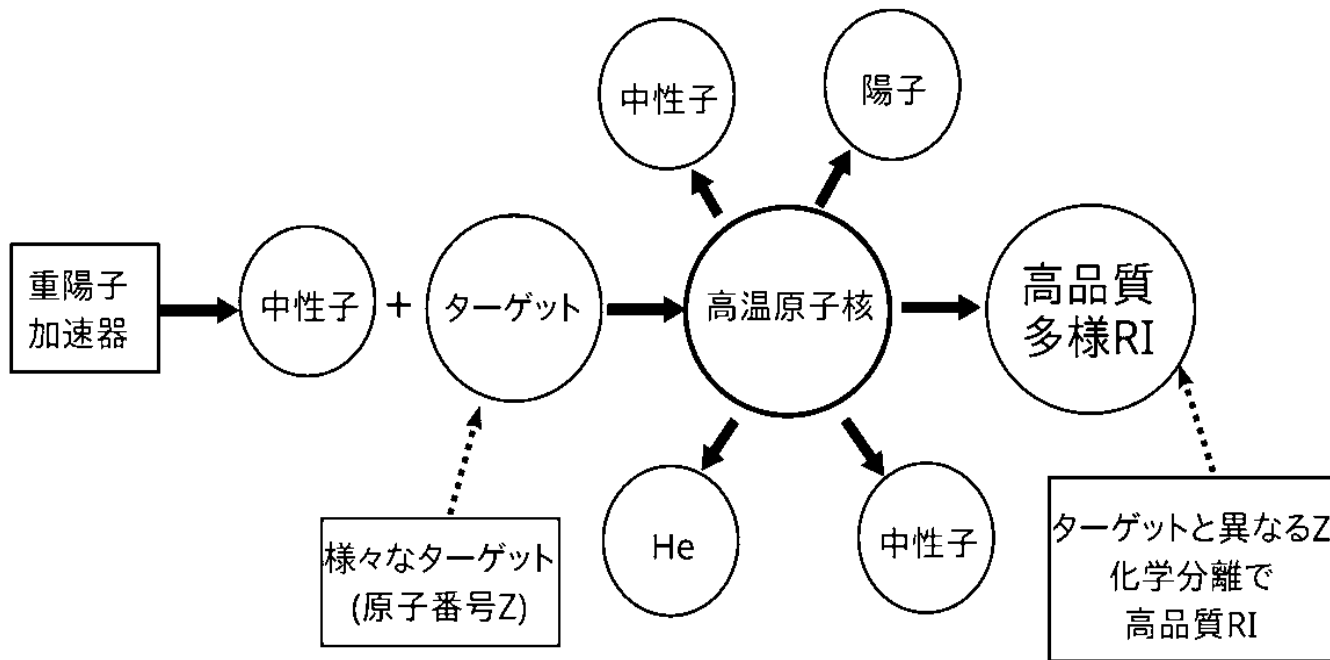 中性子
陽子
重陽子
加速器
中性子
+
ターゲット
高温原子核
高品質
多様RI
様々なターゲット
(原子番号Z)
He
中性子
ターゲットと異なるZ
化学分離で
高品質RI